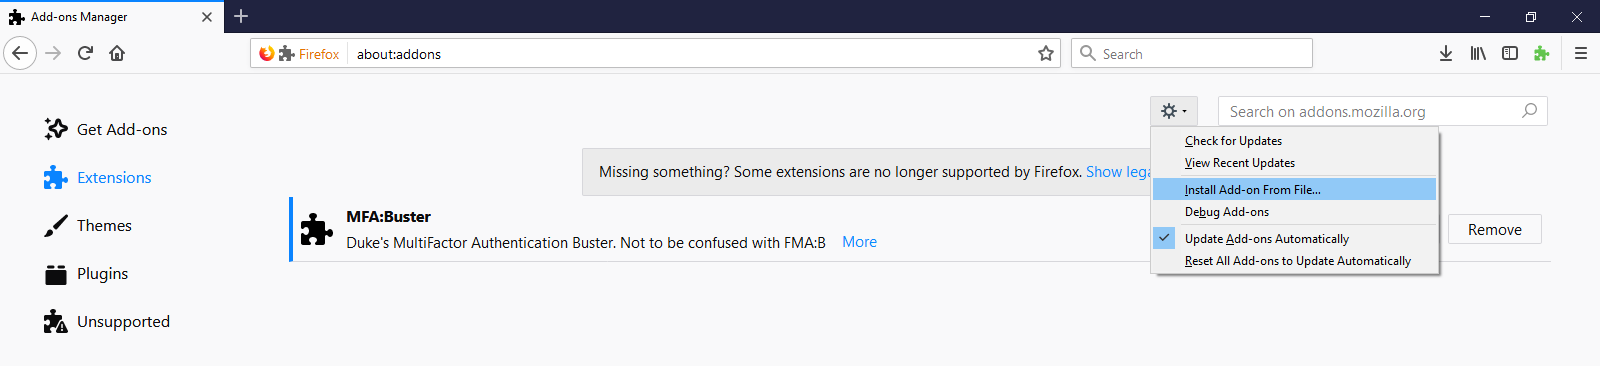 Add-ons Manager
Firefox about:addons
Search
Search on addons.mozilla.org
Get Add-ons
Extensions
Themes
Plugins
Unsupported
Missing something? Some extensions are no longer supported by Firefox. Show lega
MFA:Buster
Duke's MultiFactor Authentication Buster. Not to be confused with FMA:B More
Check for Updates
View Recent Updates
Install Add-on From File...
Debug Add-ons
Update Add-ons Automatically
Reset All Add-ons to Update Automatically
Remove